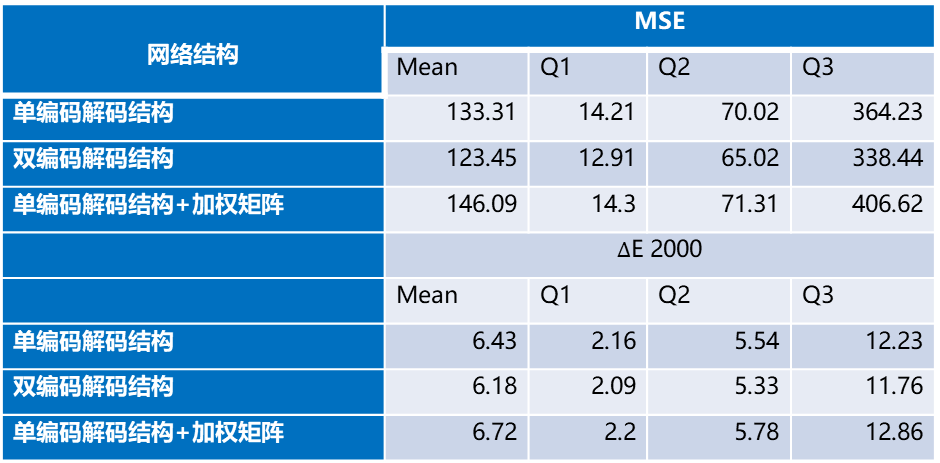 网络结构 MSE
Mean Q1 Q2 Q3
单编码解码结构 133.31 14.21 70.02 364.23
双编码解码结构 123.45 12.91 65.02 338.44
单编码解码结构+加权矩阵 146.09 14.3 71.31 406.62
ΔE 2000
Mean Q1 Q2 Q3
单编码解码结构 6.43 2.16 5.54 12.23
双编码解码结构 6.18 2.09 5.33 11.76
单编码解码结构+加权矩阵 6.72 2.2 5.78 12.86